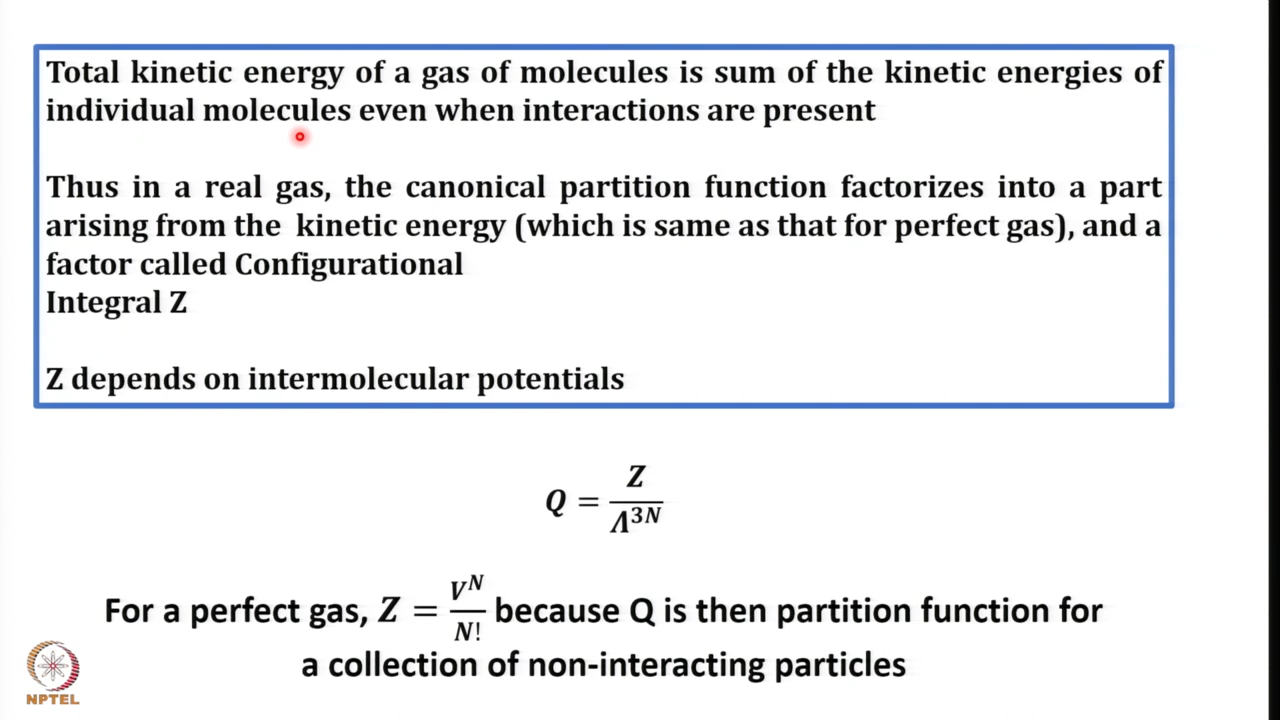 Total kinetic energy of a gas of molecules is sum of the kinetic energies of
individual molecules even when interactions are present
Thus in a real gas, the canonical partition function factorizes into a part
arising from the kinetic energy (which is same as that for perfect gas), and a
factor called Configurational
Integral Z
Z depends on intermolecular potentials
Q = Z / Λ^{3N}
For a perfect gas, Z = V^N / N! because Q is then partition function for
a collection of non-interacting particles
NPTEL